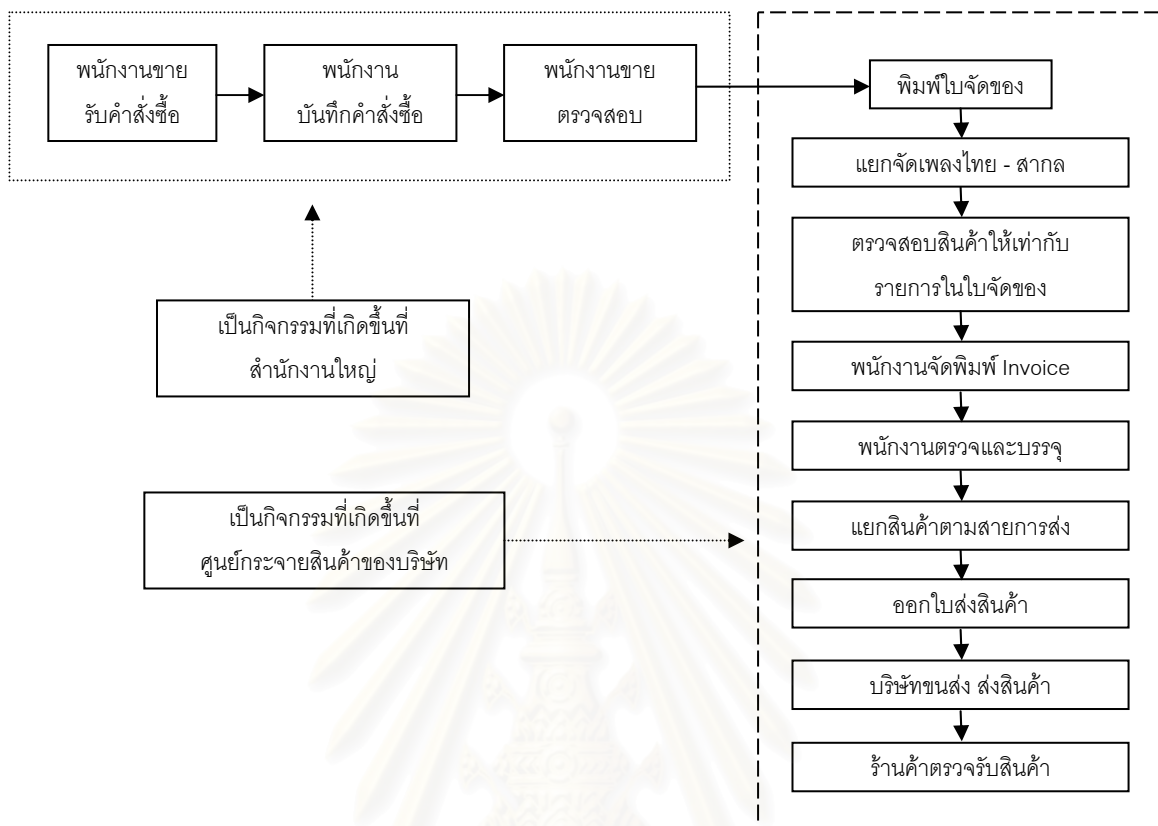 พนักงานขาย
รับคำสั่งซื้อ
พนักงาน
บันทึกคำสั่งซื้อ
พนักงานขาย
ตรวจสอบ
พิมพ์ใบจัดของ
แยกจัดเพลงไทย - สากล
ตรวจสอบสินค้าให้เท่ากับ
รายการในใบจัดของ
เป็นกิจกรรมที่เกิดขึ้นที่
สำนักงานใหญ่
พนักงานจัดพิมพ์ Invoice
พนักงานตรวจและบรรจุ
เป็นกิจกรรมที่เกิดขึ้นที่
ศูนย์กระจายสินค้าของบริษัท
แยกสินค้าตามสายการส่ง
ออกใบส่งสินค้า
บริษัทขนส่ง ส่งสินค้า
ร้านค้าตรวจรับสินค้า